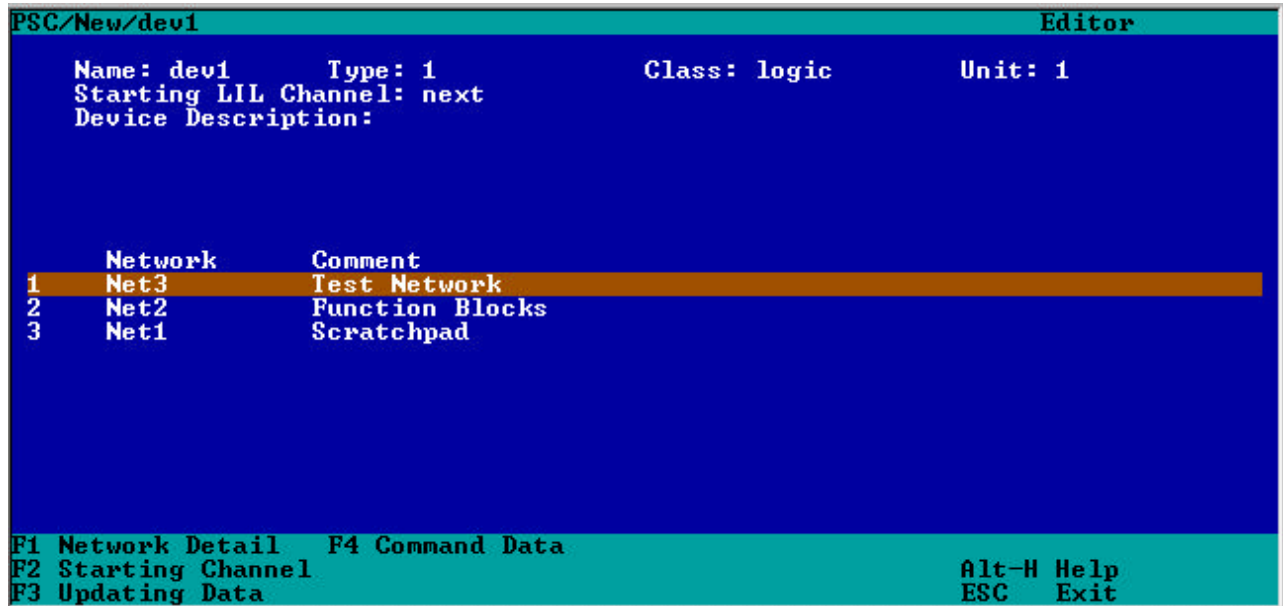 PSC/New/dev1 Editor
Name: dev1 Type: 1 Class: logic Unit: 1
Starting LIL Channel: next
Device Description:
Network Comment
1 Net3 Test Network
2 Net2 Function Blocks
3 Net1 Scratchpad
F1 Network Detail F4 Command Data
F2 Starting Channel Alt-H Help
F3 Updating Data ESC Exit